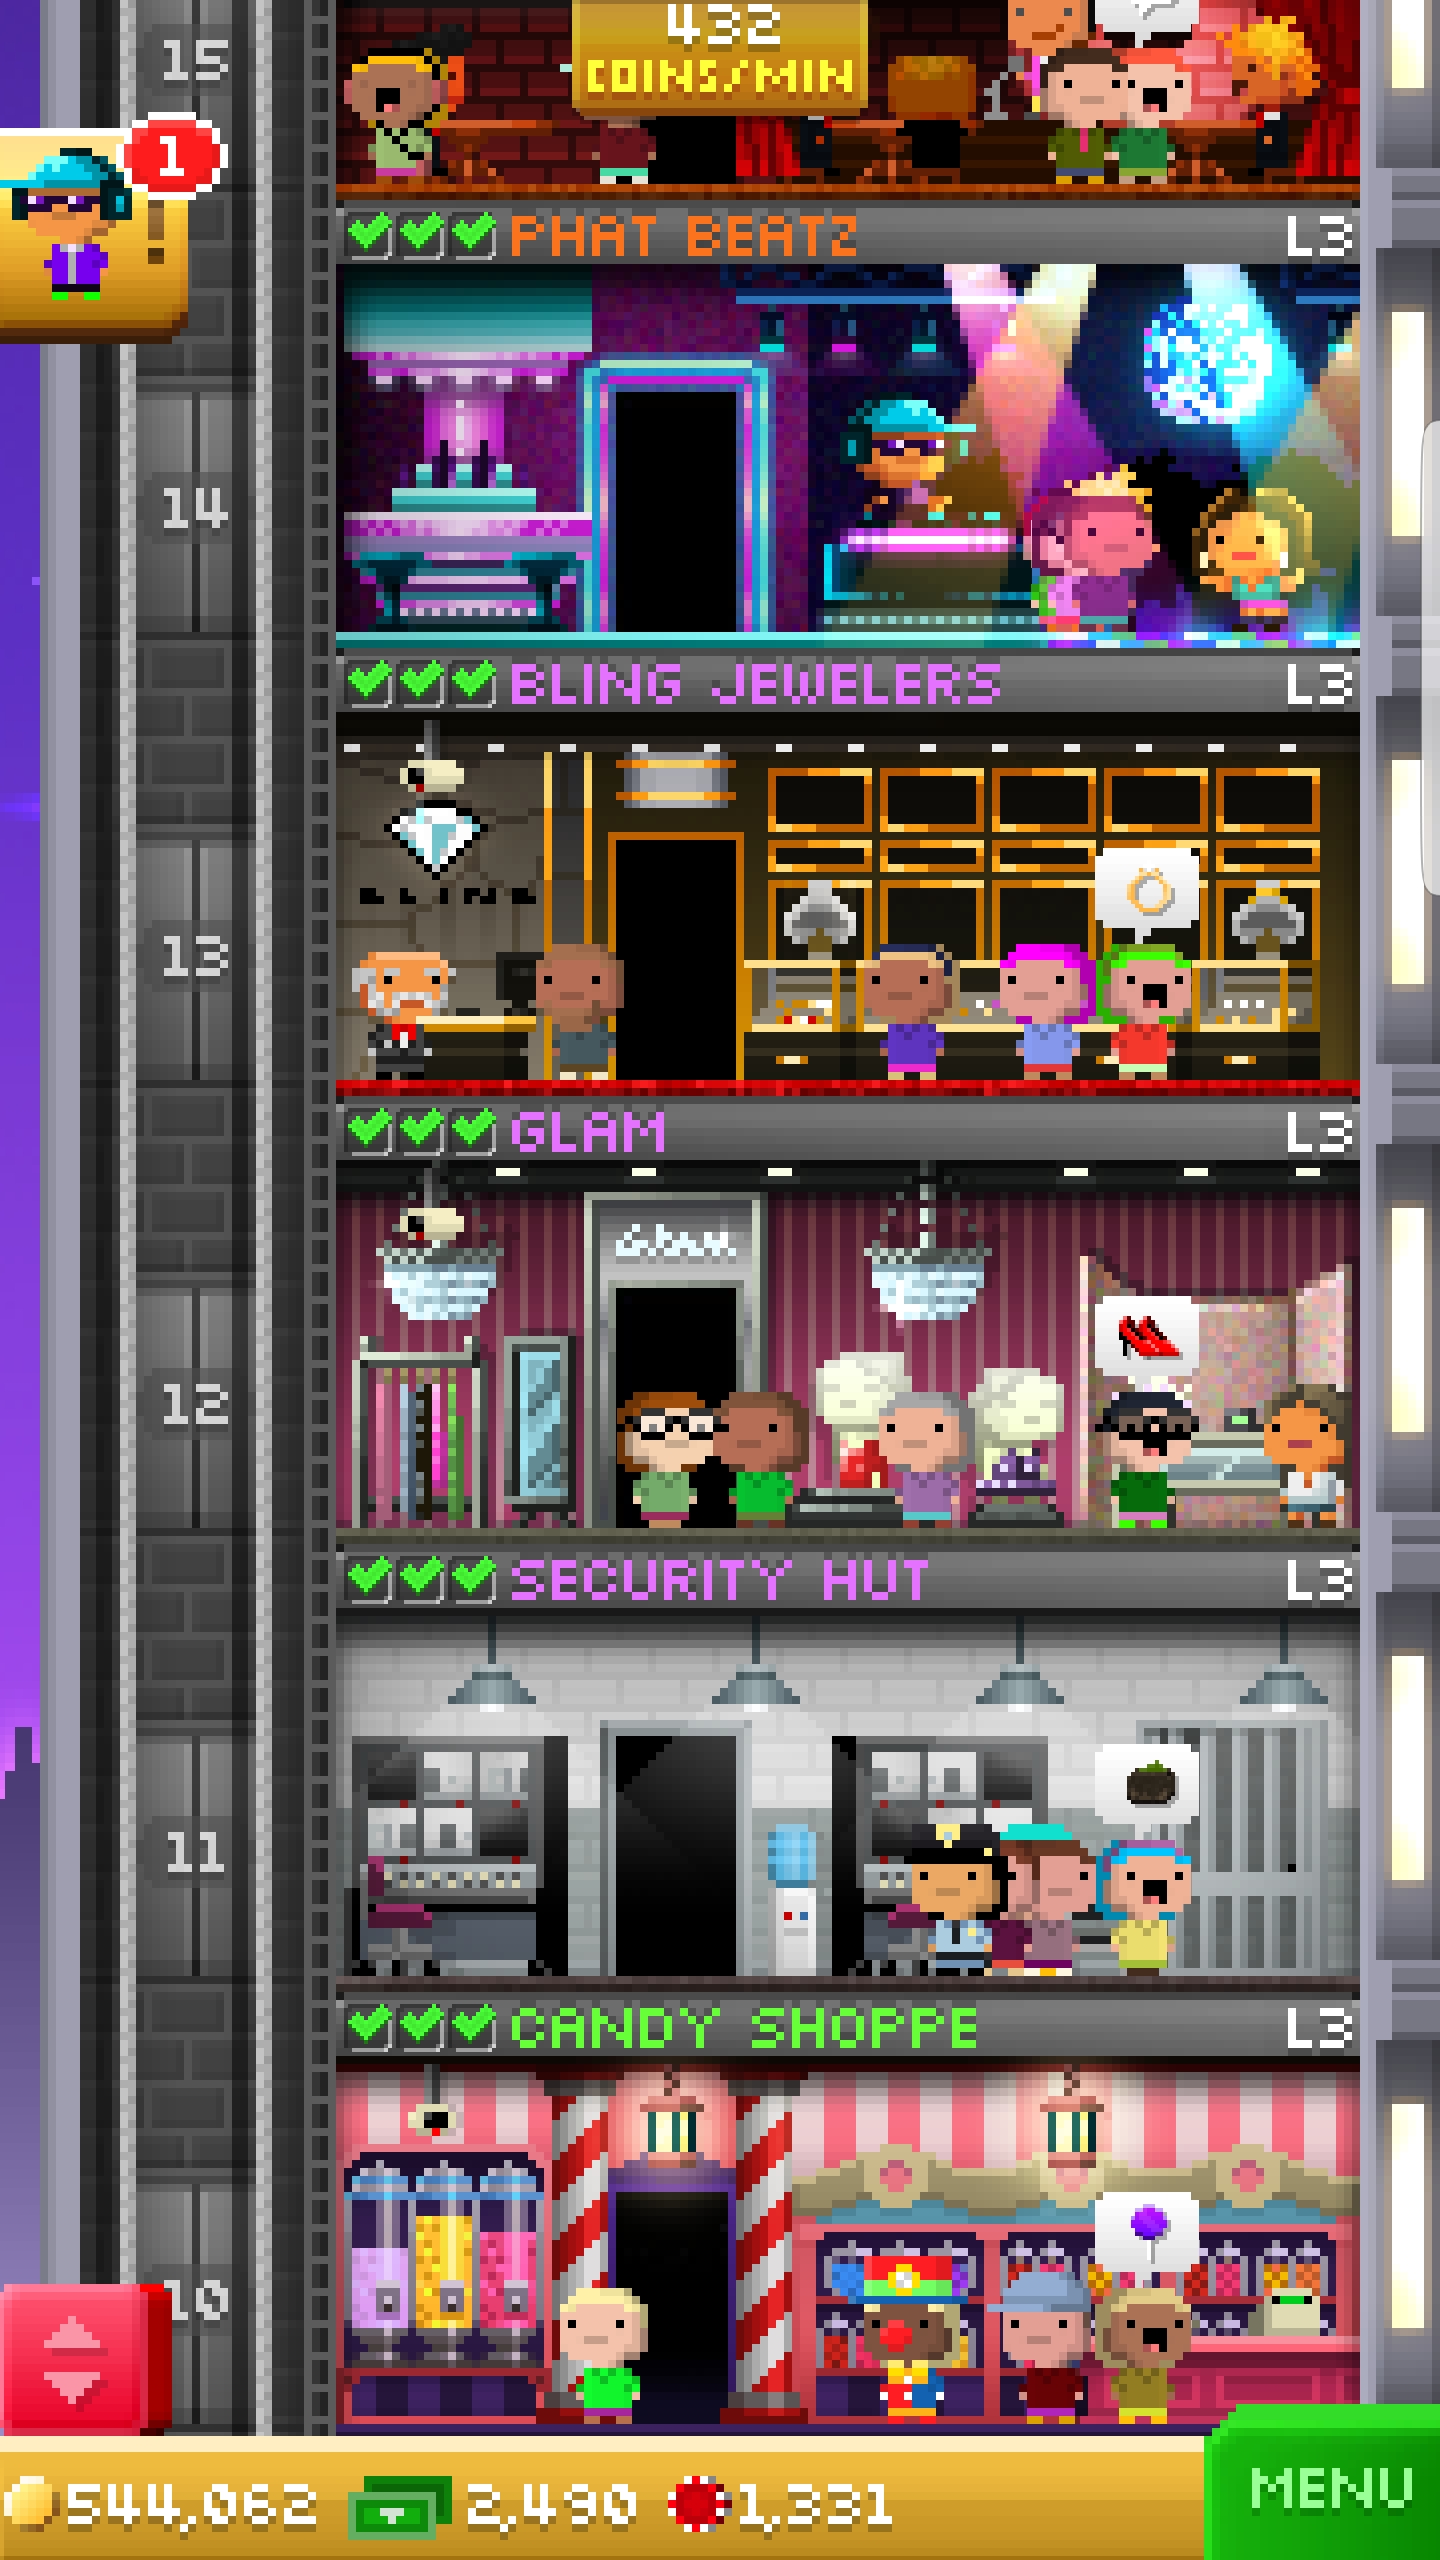 432
COINS/MIN
15
1
!
PHAT BEATZ L3
14
BLING JEWELERS L3
BLING
13
GLAM L3
Glam
12
SECURITY HUT L3
11
CANDY SHOPPE L3
10
544,062 2,490 1,331
MENU